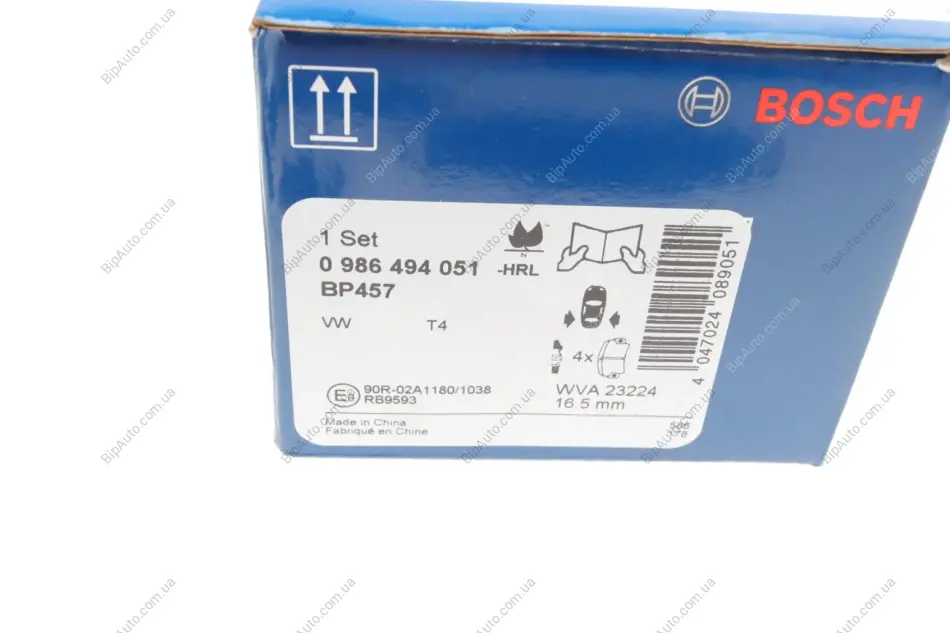 BOSCH
1 Set
0 986 494 051 -HRL
BP457
N
VW T4
4x
4 047024 089051
90R-02A1180/1038
RB9593
WVA 23224
16.5 mm
Made in China
Fabriqué en Chine
BipAuto.com.ua